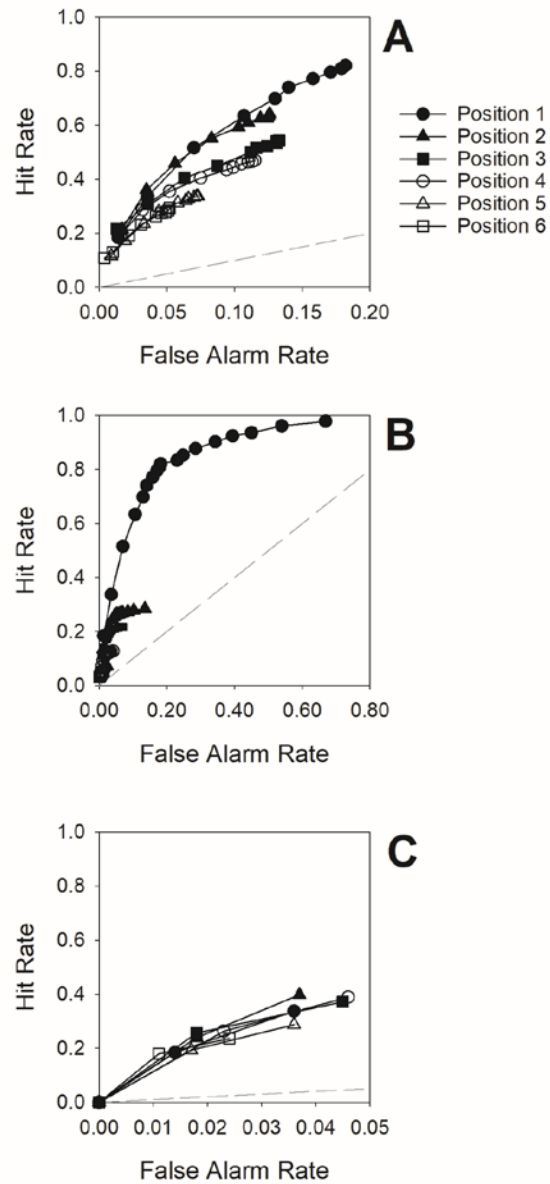 A
1.0
0.8
0.6
0.4
0.2
0.0
Hit Rate
0.00 0.05 0.10 0.15 0.20
False Alarm Rate
Position 1
Position 2
Position 3
Position 4
Position 5
Position 6
B
1.0
0.8
0.6
0.4
0.2
0.0
Hit Rate
0.00 0.20 0.40 0.60 0.80
False Alarm Rate
C
1.0
0.8
0.6
0.4
0.2
0.0
Hit Rate
0.00 0.01 0.02 0.03 0.04 0.05
False Alarm Rate